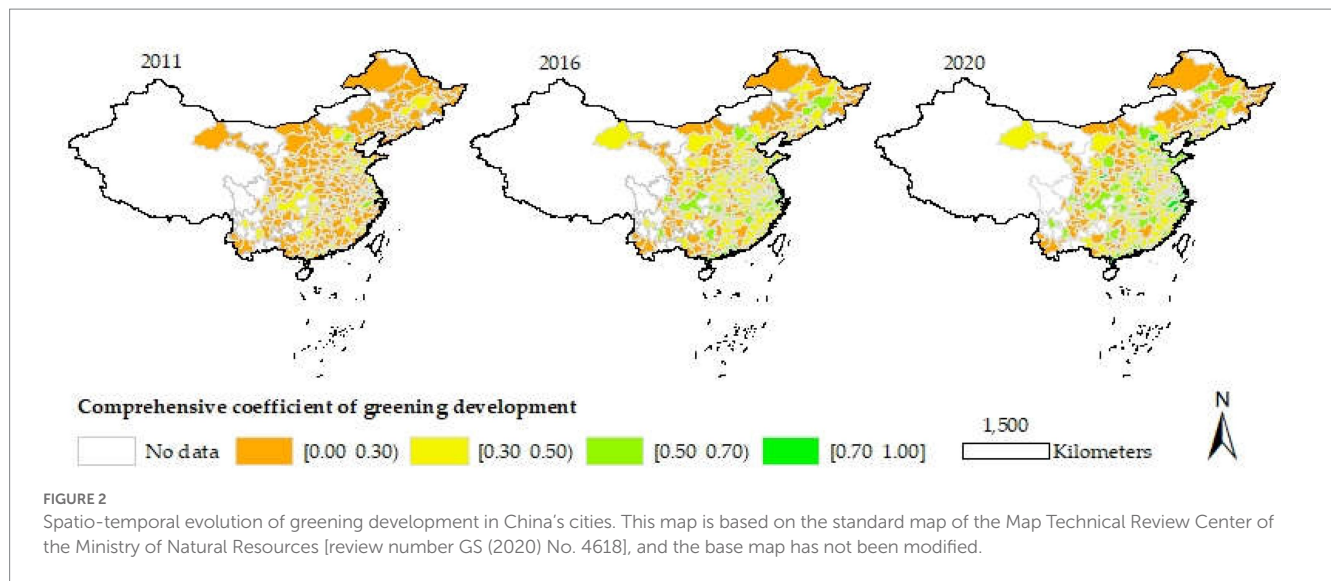 2011
2016
2020
Comprehensive coefficient of greening development
No data
[0.00 0.30)
[0.30 0.50)
[0.50 0.70)
[0.70 1.00]
1,500
Kilometers
N
FIGURE 2
Spatio-temporal evolution of greening development in China's cities. This map is based on the standard map of the Map Technical Review Center of
the Ministry of Natural Resources [review number GS (2020) No. 4618], and the base map has not been modified.